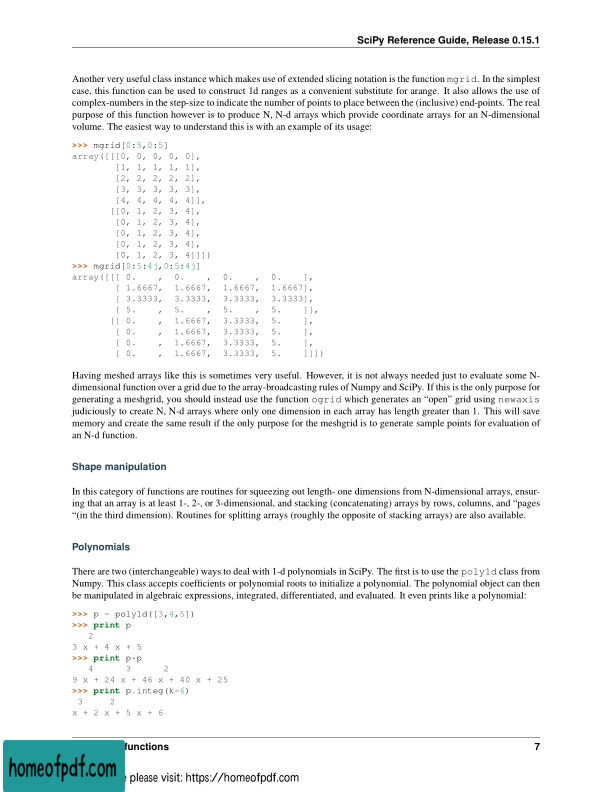 SciPy Reference Guide, Release 0.15.1
Another very useful class instance which makes use of extended slicing notation is the function mgrid. In the simplest
case, this function can be used to construct 1d ranges as a convenient substitute for arange. It also allows the use of
complex-numbers in the step-size to indicate the number of points to place between the (inclusive) end-points. The real
purpose of this function however is to produce N, N-d arrays which provide coordinate arrays for an N-dimensional
volume. The easiest way to understand this is with an example of its usage:
>>> mgrid[0:5,0:5]
array([[[0, 0, 0, 0, 0],
[1, 1, 1, 1, 1],
[2, 2, 2, 2, 2],
[3, 3, 3, 3, 3],
[4, 4, 4, 4, 4]],
[[0, 1, 2, 3, 4],
[0, 1, 2, 3, 4],
[0, 1, 2, 3, 4],
[0, 1, 2, 3, 4],
[0, 1, 2, 3, 4]]])
>>> mgrid[0:5:4j,0:5:4j]
array([[[ 0.    ,  0.    ,  0.    ,  0.    ],
[ 1.6667,  1.6667,  1.6667,  1.6667],
[ 3.3333,  3.3333,  3.3333,  3.3333],
[ 5.    ,  5.    ,  5.    ,  5.    ]],
[[ 0.    ,  1.6667,  3.3333,  5.    ],
[ 0.    ,  1.6667,  3.3333,  5.    ],
[ 0.    ,  1.6667,  3.3333,  5.    ],
[ 0.    ,  1.6667,  3.3333,  5.    ]]])
Having meshed arrays like this is sometimes very useful. However, it is not always needed just to evaluate some N-
dimensional function over a grid due to the array-broadcasting rules of Numpy and SciPy. If this is the only purpose for
generating a meshgrid, you should instead use the function ogrid which generates an “open” grid using newaxis
judiciously to create N, N-d arrays where only one dimension in each array has length greater than 1. This will save
memory and create the same result if the only purpose for the meshgrid is to generate sample points for evaluation of
an N-d function.
Shape manipulation
In this category of functions are routines for squeezing out length- one dimensions from N-dimensional arrays, ensur-
ing that an array is at least 1-, 2-, or 3-dimensional, and stacking (concatenating) arrays by rows, columns, and “pages
“(in the third dimension). Routines for splitting arrays (roughly the opposite of stacking arrays) are also available.
Polynomials
There are two (interchangeable) ways to deal with 1-d polynomials in SciPy. The first is to use the poly1d class from
Numpy. This class accepts coefficients or polynomial roots to initialize a polynomial. The polynomial object can then
be manipulated in algebraic expressions, integrated, differentiated, and evaluated. It even prints like a polynomial:
>>> p = poly1d([3,4,5])
>>> print p
2
3 x + 4 x + 5
>>> print p*p
4      3      2
9 x + 24 x + 46 x + 40 x + 25
>>> print p.integ(k=6)
3     2
x + 2 x + 5 x + 6
functions 7
homeofpdf.com
please visit: https://homeofpdf.com